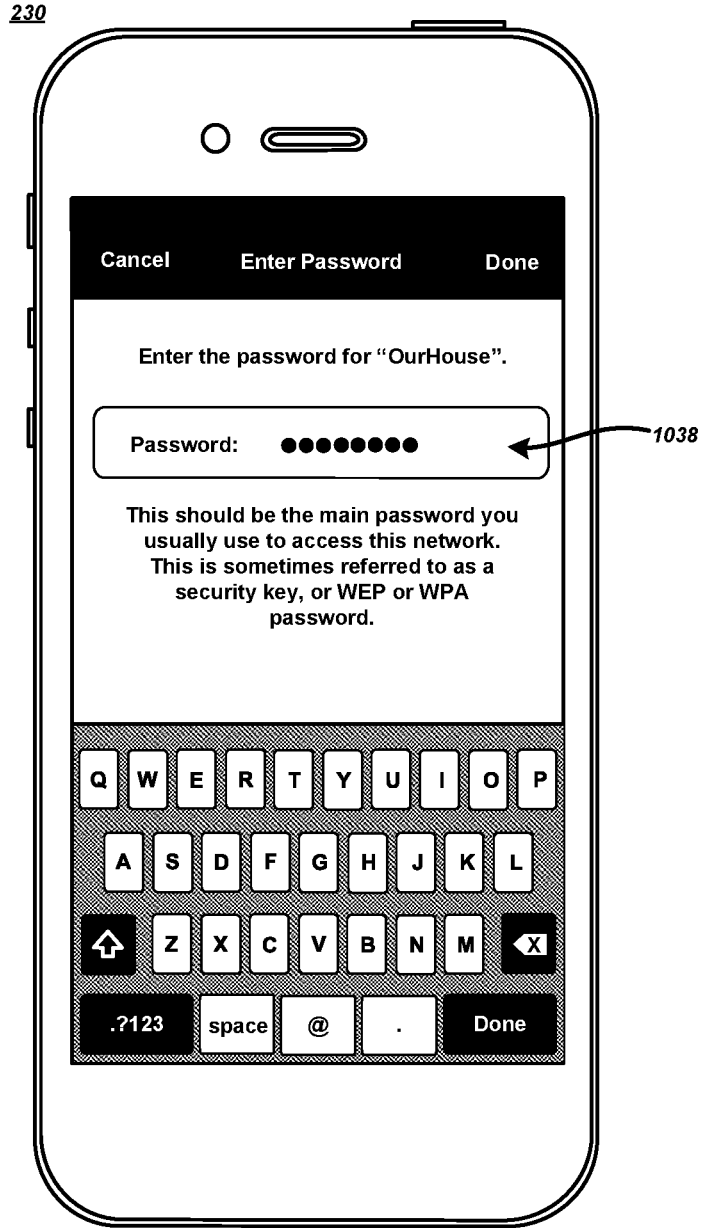 230
Cancel Enter Password Done
Enter the password for “OurHouse”.
Password: ●●●●●●●●
1038
This should be the main password you
usually use to access this network.
This is sometimes referred to as a
security key, or WEP or WPA
password.
Q W E R T Y U I O P
A S D F G H J K L
Z X C V B N M X
.?123 space @ . Done